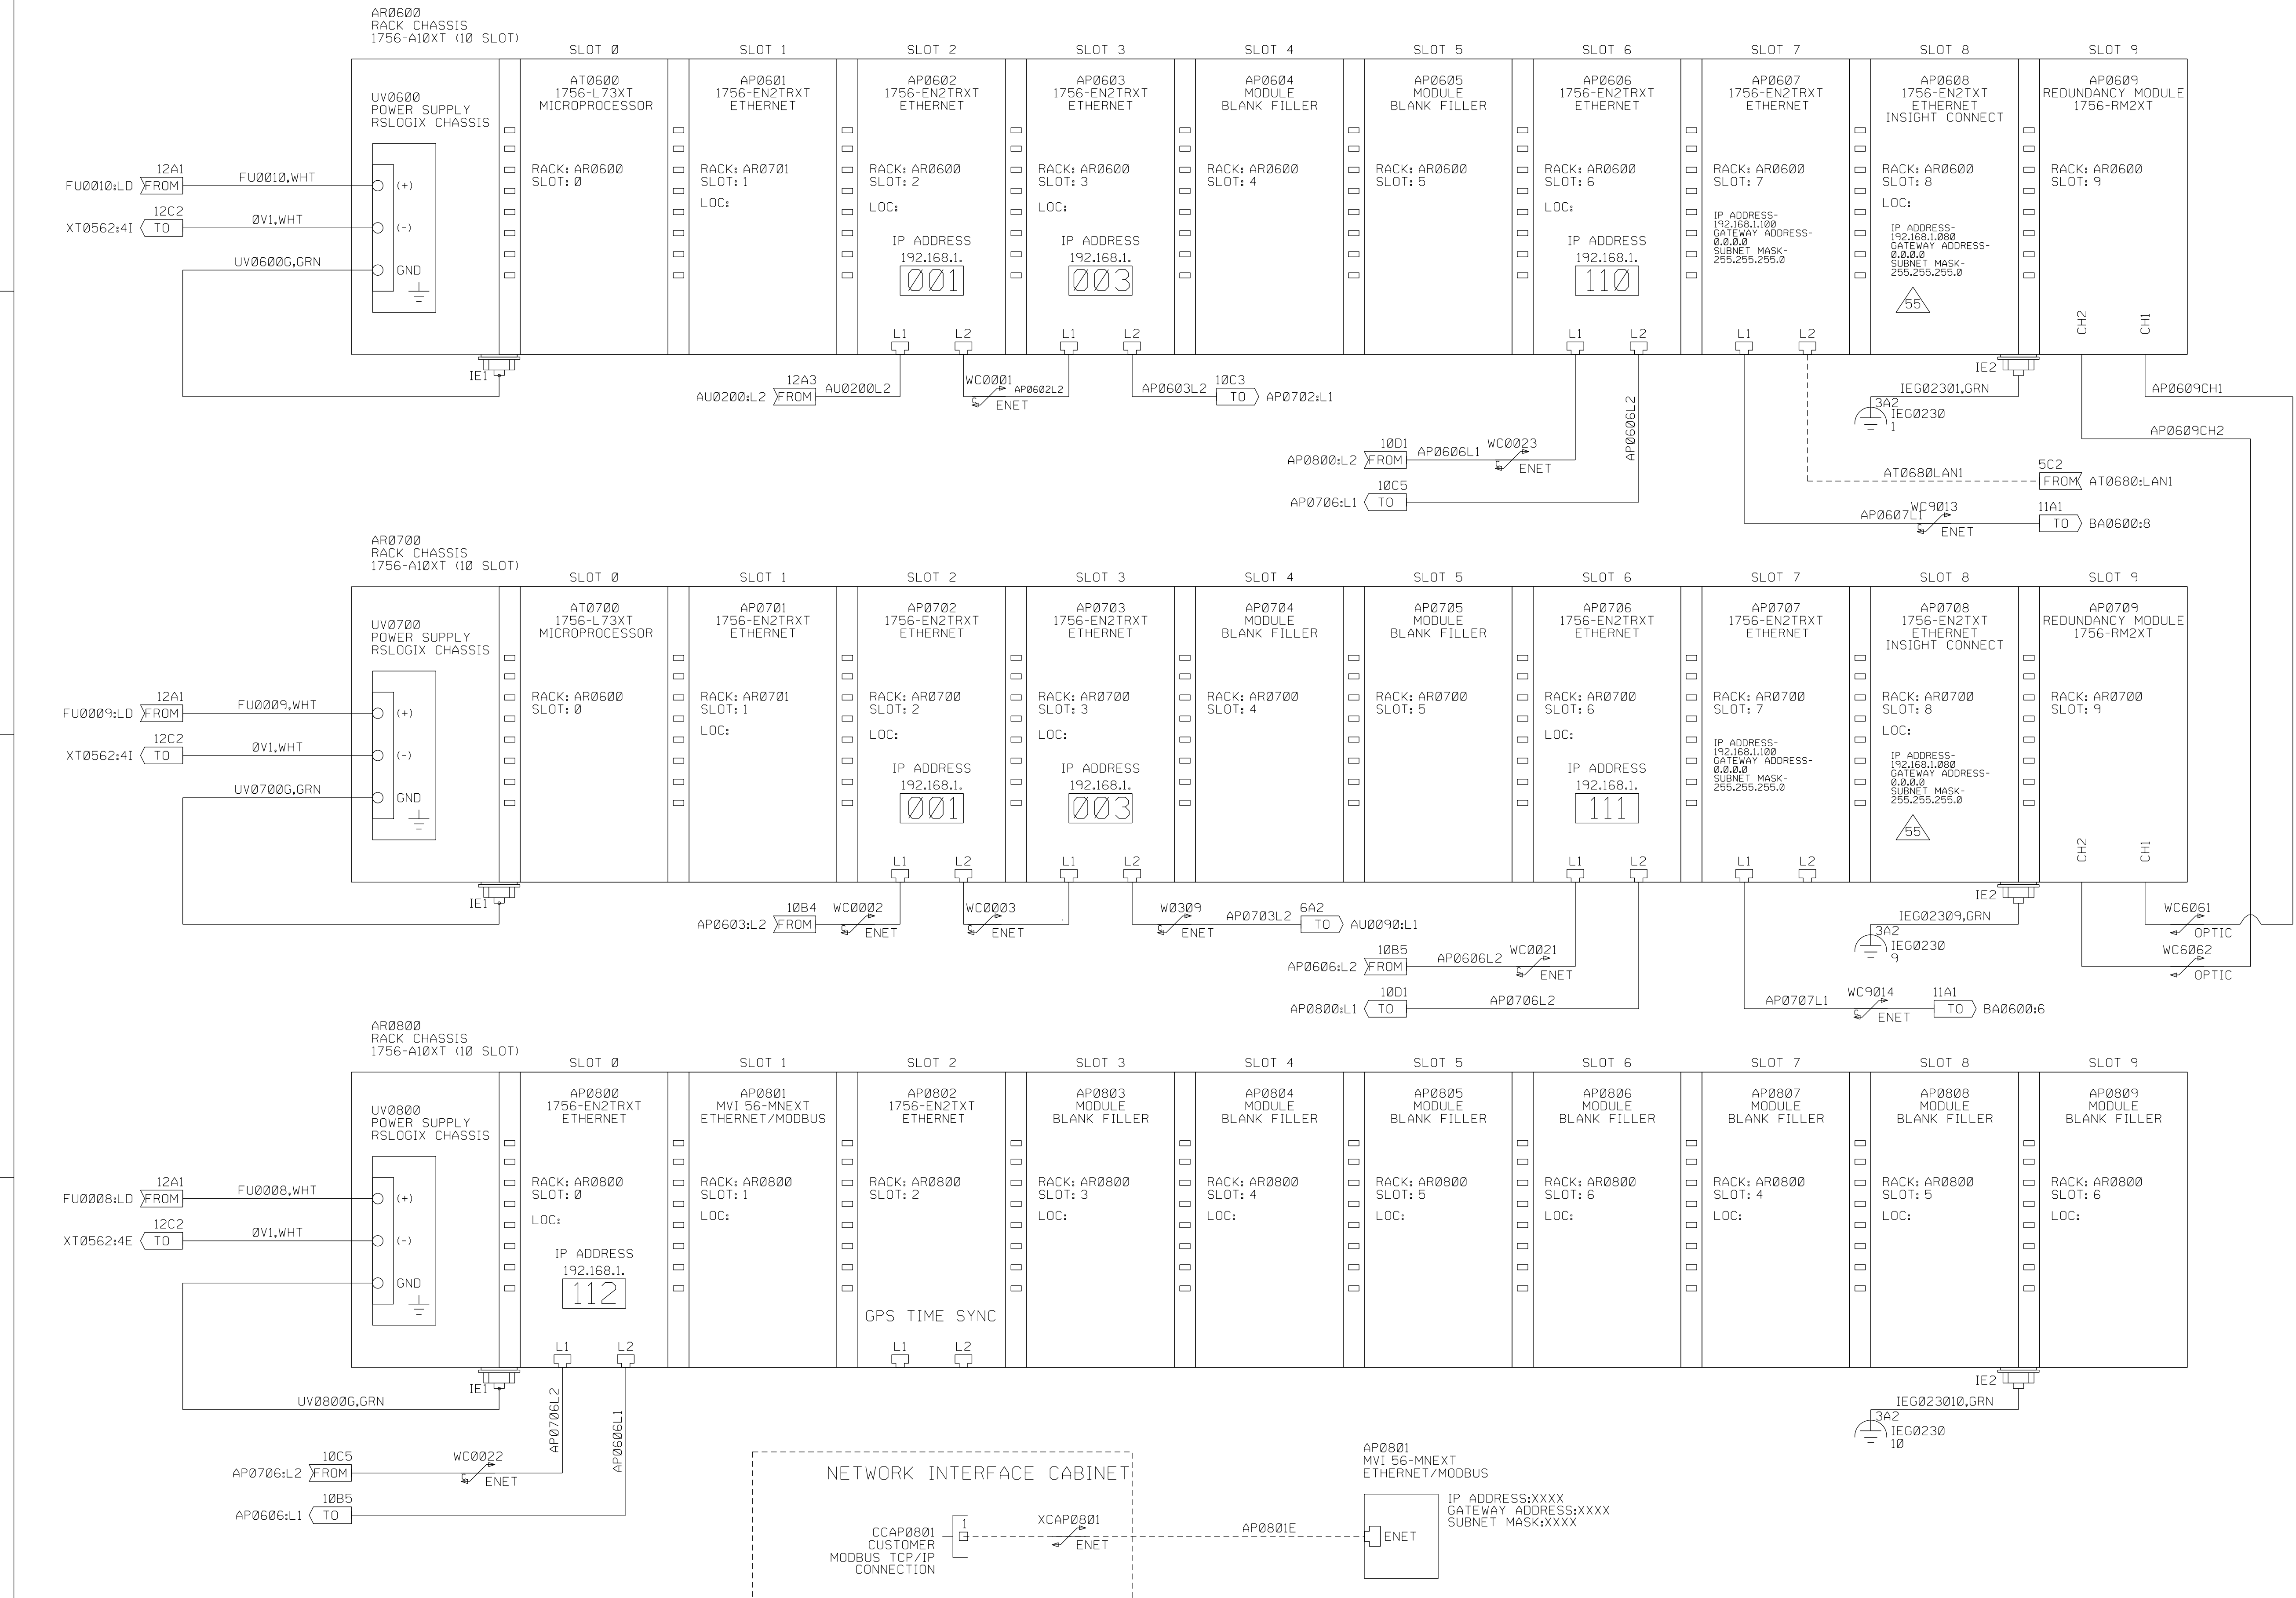 AR0600
RACK CHASSIS
1756-A10XT (10 SLOT)
SLOT 0
SLOT 1
SLOT 2
SLOT 3
SLOT 4
SLOT 5
SLOT 6
SLOT 7
SLOT 8
SLOT 9
UV0600
POWER SUPPLY
RSLOGIX CHASSIS
(+)
(-)
GND
AT0600
1756-L73XT
MICROPROCESSOR
RACK: AR0600
SLOT: 0
AP0601
1756-EN2TRXT
ETHERNET
RACK: AR0701
SLOT: 1
LOC:
AP0602
1756-EN2TRXT
ETHERNET
RACK: AR0600
SLOT: 2
LOC:
IP ADDRESS
192.168.1.
001
L1 L2
AP0603
1756-EN2TRXT
ETHERNET
RACK: AR0600
SLOT: 3
LOC:
IP ADDRESS
192.168.1.
003
L1 L2
AP0604
MODULE
BLANK FILLER
RACK: AR0600
SLOT: 4
AP0605
MODULE
BLANK FILLER
RACK: AR0600
SLOT: 5
AP0606
1756-EN2TRXT
ETHERNET
RACK: AR0600
SLOT: 6
LOC:
IP ADDRESS
192.168.1.
110
L1 L2
AP0607
1756-EN2TRXT
ETHERNET
RACK: AR0600
SLOT: 7
IP ADDRESS-
192.168.1.100
GATEWAY ADDRESS-
0.0.0.0
SUBNET MASK-
255.255.255.0
L1 L2
AP0608
1756-EN2TXT
ETHERNET
INSIGHT CONNECT
RACK: AR0600
SLOT: 8
LOC:
IP ADDRESS-
192.168.1.080
GATEWAY ADDRESS-
0.0.0.0
SUBNET MASK-
255.255.255.0
55
AP0609
REDUNDANCY MODULE
1756-RM2XT
RACK: AR0600
SLOT: 9
CH2
CH1
12A1
FU0010:LD FROM
FU0010,WHT
12C2
XT0562:4I TO
0V1,WHT
UV0600G,GRN
IE1
12A3
AU0200:L2 FROM
AU0200L2
WC0001
AP0602L2
ENET
AP0603L2
10C3
TO AP0702:L1
10D1
AP0800:L2 FROM
AP0606L1
WC0023
ENET
AP0606L2
10C5
AP0706:L1 TO
IE2
IEG02301,GRN
3A2
IEG0230
1
AP0609CH1
AP0609CH2
AT0680LAN1
5C2
FROM AT0680:LAN1
AP0607L1
WC9013
ENET
11A1
TO BA0600:8
AR0700
RACK CHASSIS
1756-A10XT (10 SLOT)
SLOT 0
SLOT 1
SLOT 2
SLOT 3
SLOT 4
SLOT 5
SLOT 6
SLOT 7
SLOT 8
SLOT 9
UV0700
POWER SUPPLY
RSLOGIX CHASSIS
(+)
(-)
GND
AT0700
1756-L73XT
MICROPROCESSOR
RACK: AR0600
SLOT: 0
AP0701
1756-EN2TRXT
ETHERNET
RACK: AR0701
SLOT: 1
LOC:
AP0702
1756-EN2TRXT
ETHERNET
RACK: AR0700
SLOT: 2
LOC:
IP ADDRESS
192.168.1.
001
L1 L2
AP0703
1756-EN2TRXT
ETHERNET
RACK: AR0700
SLOT: 3
LOC:
IP ADDRESS
192.168.1.
003
L1 L2
AP0704
MODULE
BLANK FILLER
RACK: AR0700
SLOT: 4
AP0705
MODULE
BLANK FILLER
RACK: AR0700
SLOT: 5
AP0706
1756-EN2TRXT
ETHERNET
RACK: AR0700
SLOT: 6
LOC:
IP ADDRESS
192.168.1.
111
L1 L2
AP0707
1756-EN2TRXT
ETHERNET
RACK: AR0700
SLOT: 7
IP ADDRESS-
192.168.1.100
GATEWAY ADDRESS-
0.0.0.0
SUBNET MASK-
255.255.255.0
L1 L2
AP0708
1756-EN2TXT
ETHERNET
INSIGHT CONNECT
RACK: AR0700
SLOT: 8
LOC:
IP ADDRESS-
192.168.1.080
GATEWAY ADDRESS-
0.0.0.0
SUBNET MASK-
255.255.255.0
55
AP0709
REDUNDANCY MODULE
1756-RM2XT
RACK: AR0700
SLOT: 9
CH2
CH1
12A1
FU0009:LD FROM
FU0009,WHT
12C2
XT0562:4I TO
0V1,WHT
UV0700G,GRN
IE1
10B4
AP0603:L2 FROM
WC0002
ENET
WC0003
ENET
W0309
ENET
AP0703L2
6A2
TO AU0090:L1
10B5
AP0606:L2 FROM
AP0606L2
WC0021
ENET
10D1
AP0800:L1 TO
AP0706L2
IE2
IEG02309,GRN
3A2
IEG0230
9
WC6061
OPTIC
WC6062
OPTIC
AP0707L1
WC9014
ENET
11A1
TO BA0600:6
AR0800
RACK CHASSIS
1756-A10XT (10 SLOT)
SLOT 0
SLOT 1
SLOT 2
SLOT 3
SLOT 4
SLOT 5
SLOT 6
SLOT 7
SLOT 8
SLOT 9
UV0800
POWER SUPPLY
RSLOGIX CHASSIS
(+)
(-)
GND
AP0800
1756-EN2TRXT
ETHERNET
RACK: AR0800
SLOT: 0
LOC:
IP ADDRESS
192.168.1.
112
L1 L2
AP0801
MVI 56-MNEXT
ETHERNET/MODBUS
RACK: AR0800
SLOT: 1
LOC:
AP0802
1756-EN2TXT
ETHERNET
RACK: AR0800
SLOT: 2
GPS TIME SYNC
L1 L2
AP0803
MODULE
BLANK FILLER
RACK: AR0800
SLOT: 3
LOC:
AP0804
MODULE
BLANK FILLER
RACK: AR0800
SLOT: 4
LOC:
AP0805
MODULE
BLANK FILLER
RACK: AR0800
SLOT: 5
LOC:
AP0806
MODULE
BLANK FILLER
RACK: AR0800
SLOT: 6
LOC:
AP0807
MODULE
BLANK FILLER
RACK: AR0800
SLOT: 4
LOC:
AP0808
MODULE
BLANK FILLER
RACK: AR0800
SLOT: 5
LOC:
AP0809
MODULE
BLANK FILLER
RACK: AR0800
SLOT: 6
LOC:
12A1
FU0008:LD FROM
FU0008,WHT
12C2
XT0562:4E TO
0V1,WHT
UV0800G,GRN
IE1
AP0706L2
AP0606L1
10C5
AP0706:L2 FROM
WC0022
ENET
10B5
AP0606:L1 TO
IE2
IEG023010,GRN
3A2
IEG0230
10
NETWORK INTERFACE CABINET
CCAP0801
CUSTOMER
MODBUS TCP/IP
CONNECTION
1
XCAP0801
ENET
AP0801E
AP0801
MVI 56-MNEXT
ETHERNET/MODBUS
ENET
IP ADDRESS:XXXX
GATEWAY ADDRESS:XXXX
SUBNET MASK:XXXX